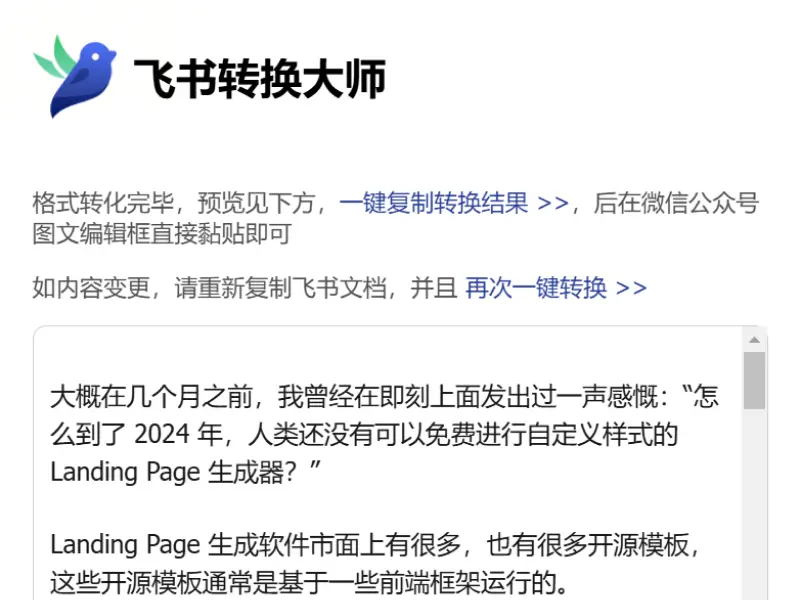 飞书转换大师
格式转化完毕，预览见下方，一键复制转换结果 >>，后在微信公众号
图文编辑框直接黏贴即可
如内容变更，请重新复制飞书文档，并且 再次一键转换 >>
大概在几个月之前，我曾经在即刻上面发出过一声感慨：“怎
么到了 2024 年，人类还没有可以免费进行自定义样式的
Landing Page 生成器？”
Landing Page 生成软件市面上有很多，也有很多开源模板，
这些开源模板通常是基于一些前端框架运行的。